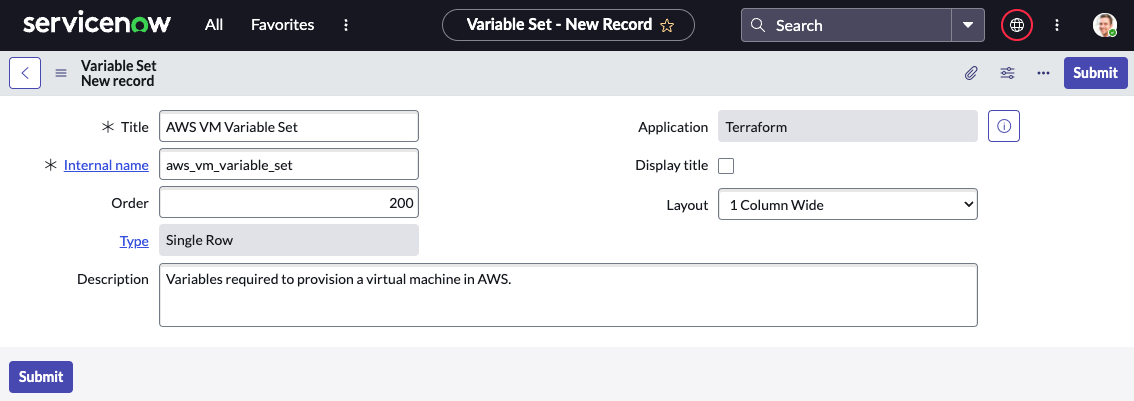 servicenow All Favorites Variable Set - New Record Search
Variable Set
New record
Submit
Title AWS VM Variable Set
Application Terraform
Internal name aws_vm_variable_set
Display title
Order 200
Layout 1 Column Wide
Type Single Row
Description Variables required to provision a virtual machine in AWS.
Submit